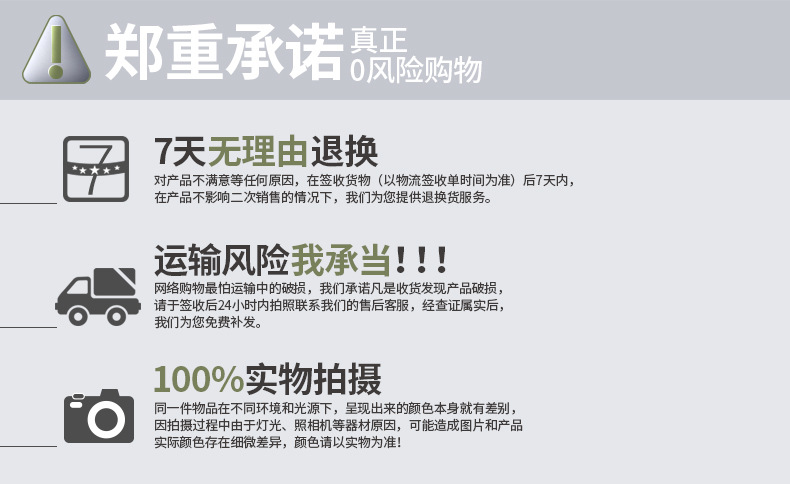 郑重承诺
真正
0风险购物
7
7天无理由退换
对产品不满意等任何原因，在签收货物（以物流签收单时间为准）后7天内，
在产品不影响二次销售的情况下，我们为您提供退换货服务。
运输风险我承当！！！
网络购物最怕运输中的破损，我们承诺凡是收货发现产品破损，
请于签收后24小时内拍照联系我们的售后客服，经查证属实后，
我们为您免费补发。
100%实物拍摄
同一件物品在不同环境和光源下，呈现出来的颜色本身就有差别，
因拍摄过程中由于灯光、照相机等器材原因，可能造成图片和产品
实际颜色存在细微差异，颜色请以实物为准！